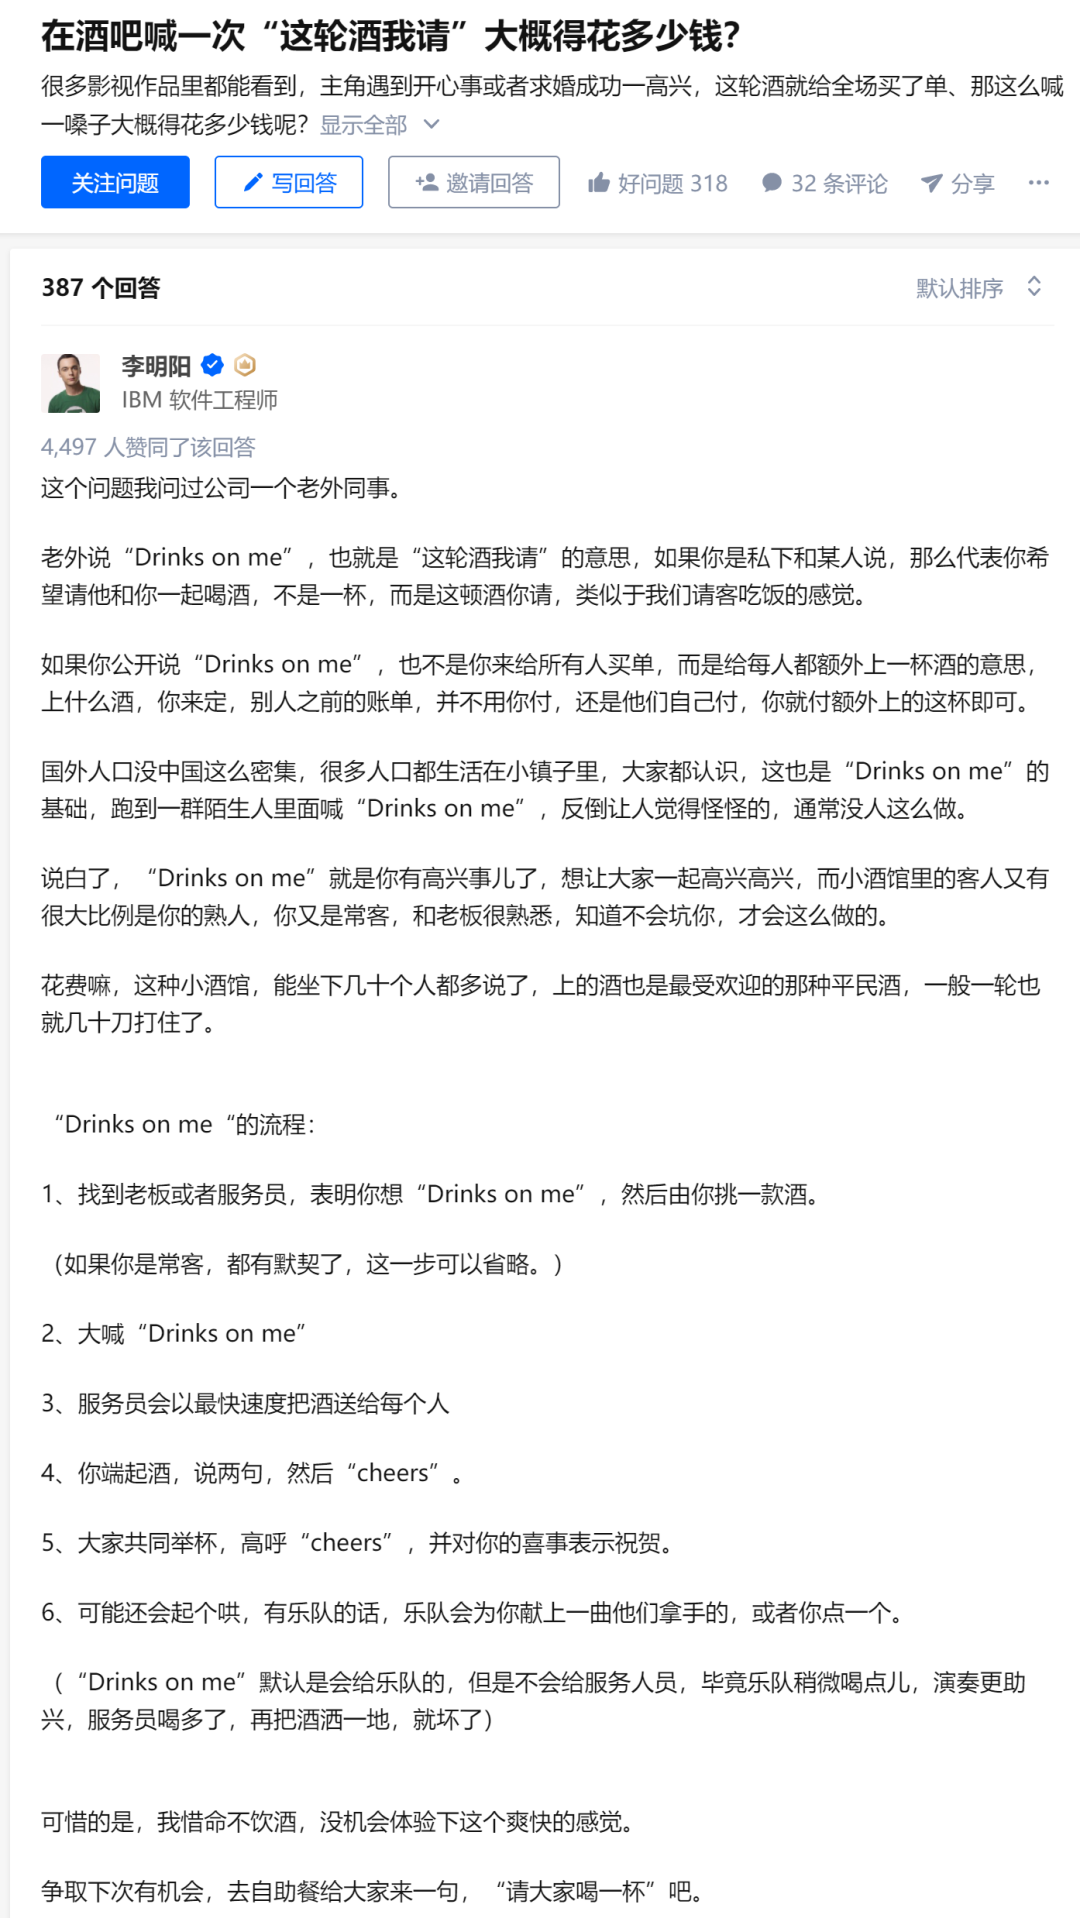 在酒吧喊一次“这轮酒我请”大概得花多少钱？
很多影视作品里都能看到，主角遇到开心事或者求婚成功一高兴，这轮酒就给全场买了单、那这么喊
一嗓子大概得花多少钱呢？ 显示全部
关注问题 写回答 邀请回答 好问题 318 32 条评论 分享 ···
387 个回答 默认排序
李明阳
IBM 软件工程师
4,497 人赞同了该回答
这个问题我问过公司一个老外同事。
老外说“Drinks on me”，也就是“这轮酒我请”的意思，如果你是私下和某人说，那么代表你希
望请他和你一起喝酒，不是一杯，而是这顿酒你请，类似于我们请客吃饭的感觉。
如果你公开说“Drinks on me”，也不是你来给所有人买单，而是给每人都额外上一杯酒的意思，
上什么酒，你来定，别人之前的账单，并不用你付，还是他们自己付，你就付额外上的这杯即可。
国外人口没中国这么密集，很多人口都生活在小镇子里，大家都认识，这也是“Drinks on me”的
基础，跑到一群陌生人里面喊“Drinks on me”，反倒让人觉得怪怪的，通常没人这么做。
说白了，“Drinks on me”就是你有高兴事儿了，想让大家一起高兴高兴，而小酒馆里的客人又有
很大比例是你的熟人，你又是常客，和老板很熟悉，知道不会坑你，才会这么做的。
花费嘛，这种小酒馆，能坐下几十个人都多说了，上的酒也是最受欢迎的那种平民酒，一般一轮也
就几十刀打住了。
“Drinks on me“的流程：
1、找到老板或者服务员，表明你想“Drinks on me”，然后由你挑一款酒。
（如果你是常客，都有默契了，这一步可以省略。）
2、大喊“Drinks on me”
3、服务员会以最快速度把酒送给每个人
4、你端起酒，说两句，然后“cheers”。
5、大家共同举杯，高呼“cheers”，并对你的喜事表示祝贺。
6、可能还会起个哄，有乐队的话，乐队会为你献上一曲他们拿手的，或者你点一个。
（“Drinks on me”默认是会给乐队的，但是不会给服务人员，毕竟乐队稍微喝点儿，演奏更助
兴，服务员喝多了，再把酒洒一地，就坏了）
可惜的是，我惜命不饮酒，没机会体验下这个爽快的感觉。
争取下次有机会，去自助餐给大家来一句，“请大家喝一杯”吧。